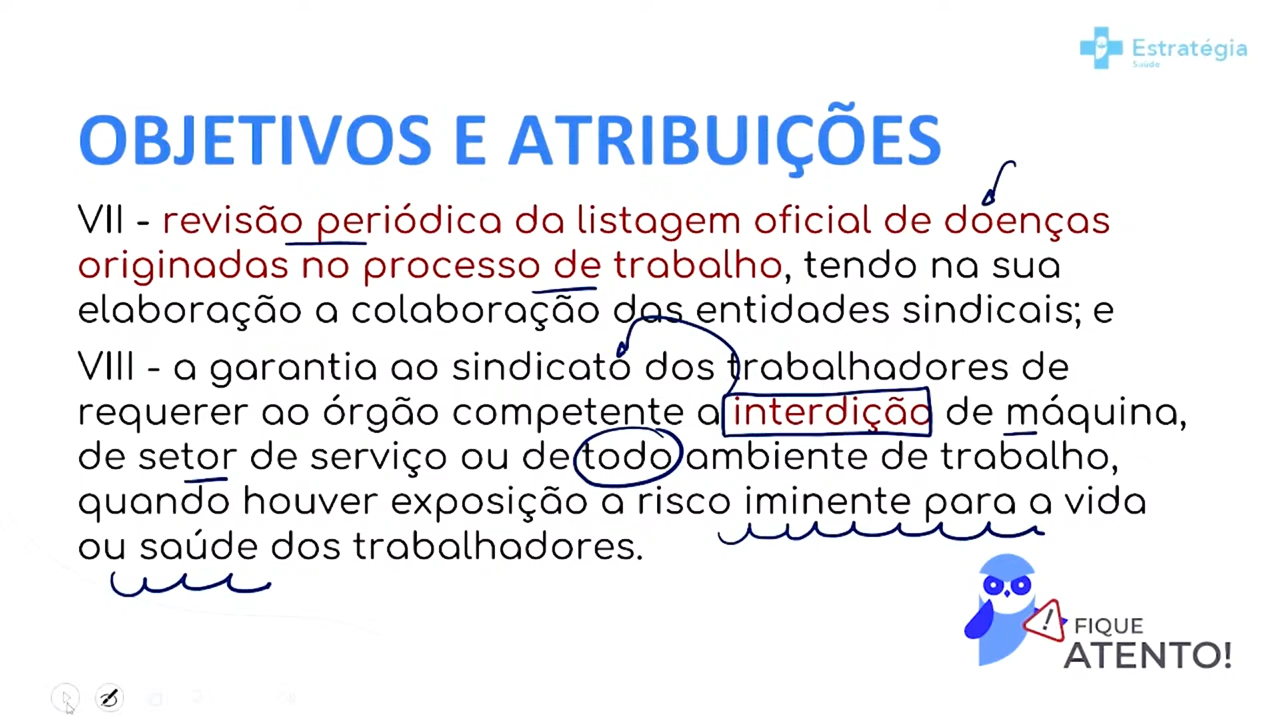 Estratégia
Saúde
OBJETIVOS E ATRIBUIÇÕES
VII - revisão periódica da listagem oficial de doenças
originadas no processo de trabalho, tendo na sua
elaboração a colaboração das entidades sindicais; e
VIII - a garantia ao sindicato dos trabalhadores de
requerer ao órgão competente a interdição de máquina,
de setor de serviço ou de todo ambiente de trabalho,
quando houver exposição a risco iminente para a vida
ou saúde dos trabalhadores.
FIQUE
ATENTO!